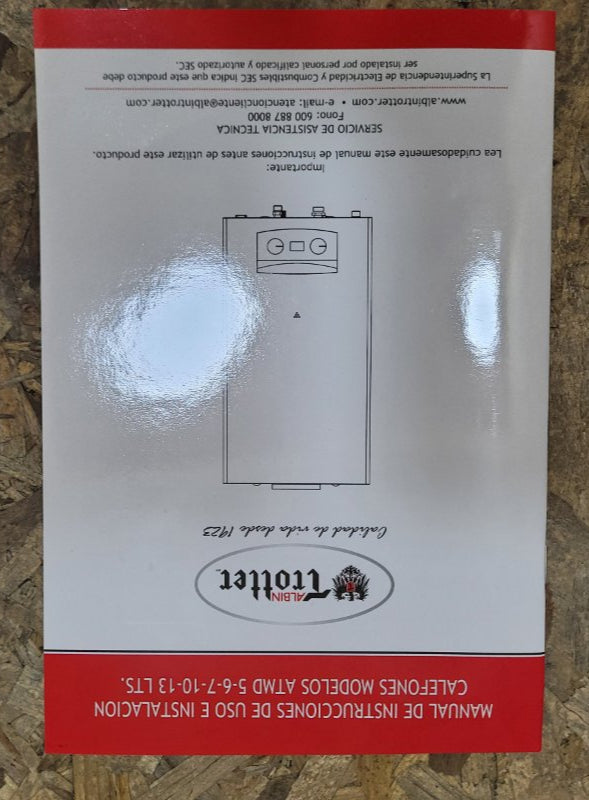 MANUAL DE INSTRUCCIONES DE USO E INSTALACION
CALEFONES MODELOS ATMD 5-6-7-10-13 LTS.
ALBIN
Trotter
Calidad de vida desde 1923
Importante:
Lea cuidadosamente este manual de instrucciones antes de utilizar este producto.
SERVICIO DE ASISTENCIA TECNICA
Fono: 600 887 8000
www.albintrotter.com • e-mail: atencioncliente@albintrotter.com
La Superintendencia de Electricidad y Combustibles SEC indica que este producto debe
ser instalado por personal calificado y autorizado SEC.